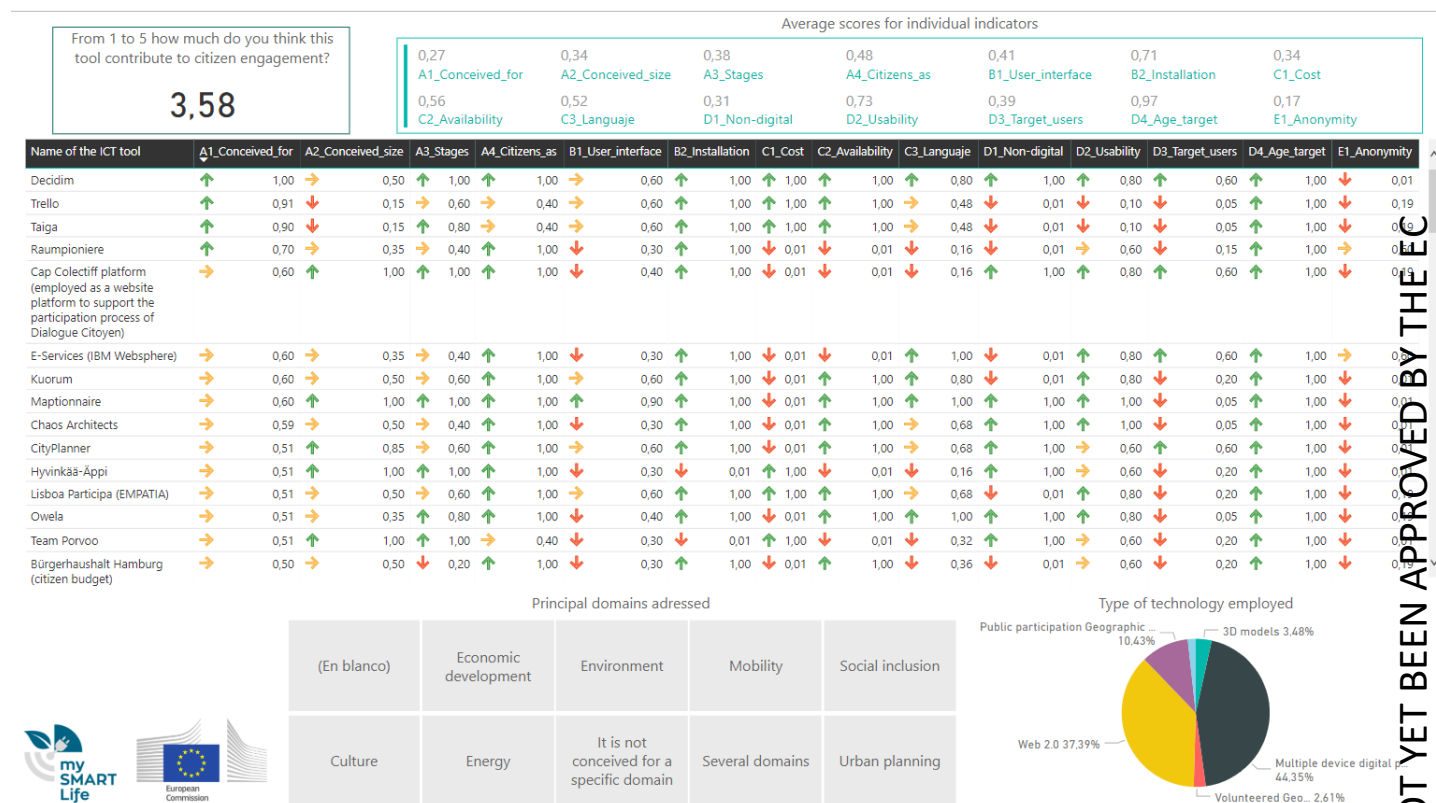 Average scores for individual indicators
From 1 to 5 how much do you think this
tool contribute to citizen engagement?
3,58
0,27 0,34 0,38 0,48 0,41 0,71 0,34
A1_Conceived_for A2_Conceived_size A3_Stages A4_Citizens_as B1_User_interface B2_Installation C1_Cost
0,56 0,52 0,31 0,73 0,39 0,97 0,17
C2_Availability C3_Languaje D1_Non-digital D2_Usability D3_Target_users D4_Age_target E1_Anonymity
Name of the ICT tool A1_Conceived_for A2_Conceived_size A3_Stages A4_Citizens_as B1_User_interface B2_Installation C1_Cost C2_Availability C3_Languaje D1_Non-digital D2_Usability D3_Target_users D4_Age_target E1_Anonymity
Decidim 1,00 0,50 1,00 1,00 0,60 1,00 1,00 1,00 0,80 1,00 0,80 0,60 1,00 0,01
Trello 0,91 0,15 0,60 0,40 0,60 1,00 1,00 1,00 0,48 0,01 0,10 0,05 1,00 0,19
Taiga 0,90 0,15 0,80 0,40 0,60 1,00 1,00 1,00 0,48 0,01 0,10 0,05 1,00 0,19
Raumpioniere 0,70 0,35 0,40 1,00 0,30 1,00 0,01 0,01 0,16 0,01 0,60 0,15 1,00
Cap Colectiff platform 0,60 1,00 1,00 1,00 0,40 1,00 0,01 0,01 0,16 1,00 0,80 0,60 1,00 0,19
(employed as a website
platform to support the
participation process of
Dialogue Citoyen)
E-Services (IBM Websphere) 0,60 0,35 0,40 1,00 0,30 1,00 0,01 0,01 1,00 0,01 0,80 0,60 1,00
Kuorum 0,60 0,50 0,60 1,00 0,60 1,00 0,01 1,00 0,80 0,01 0,80 0,20 1,00 0,01
Maptionnaire 0,60 1,00 1,00 1,00 0,90 1,00 0,01 1,00 1,00 1,00 1,00 0,05 1,00 0,01
Chaos Architects 0,59 0,50 0,40 1,00 0,30 1,00 0,01 1,00 0,68 1,00 1,00 0,05 1,00 0,01
CityPlanner 0,51 0,85 0,60 1,00 0,60 1,00 0,01 1,00 0,68 1,00 0,60 0,60 1,00 0,01
Hyvinkää-Äppi 0,51 1,00 1,00 1,00 0,30 0,01 1,00 0,01 0,16 1,00 0,60 0,20 1,00 0,01
Lisboa Participa (EMPATIA) 0,51 0,50 0,60 1,00 0,60 1,00 1,00 1,00 0,68 0,01 0,80 0,20 1,00 0,19
Owela 0,51 0,35 0,80 1,00 0,40 1,00 0,01 1,00 1,00 1,00 0,80 0,05 1,00 0,19
Team Porvoo 0,51 1,00 1,00 0,40 0,30 0,01 1,00 0,01 0,32 1,00 0,60 0,20 1,00 0,01
Bürgerhaushalt Hamburg 0,50 0,50 0,20 1,00 0,30 1,00 0,01 1,00 0,36 0,01 0,60 0,20 1,00 0,19
(citizen budget)
Principal domains adressed
(En blanco)
Economic
development
Environment
Mobility
Social inclusion
Culture
Energy
It is not
conceived for a
specific domain
Several domains
Urban planning
Type of technology employed
Public participation Geographic ...
10,43%
3D models 3,48%
Web 2.0 37,39%
Multiple device digital p...
44,35%
Volunteered Geo... 2,61%
my
SMART
Life
European
Commission
YET BEEN APPROVED BY THE EC